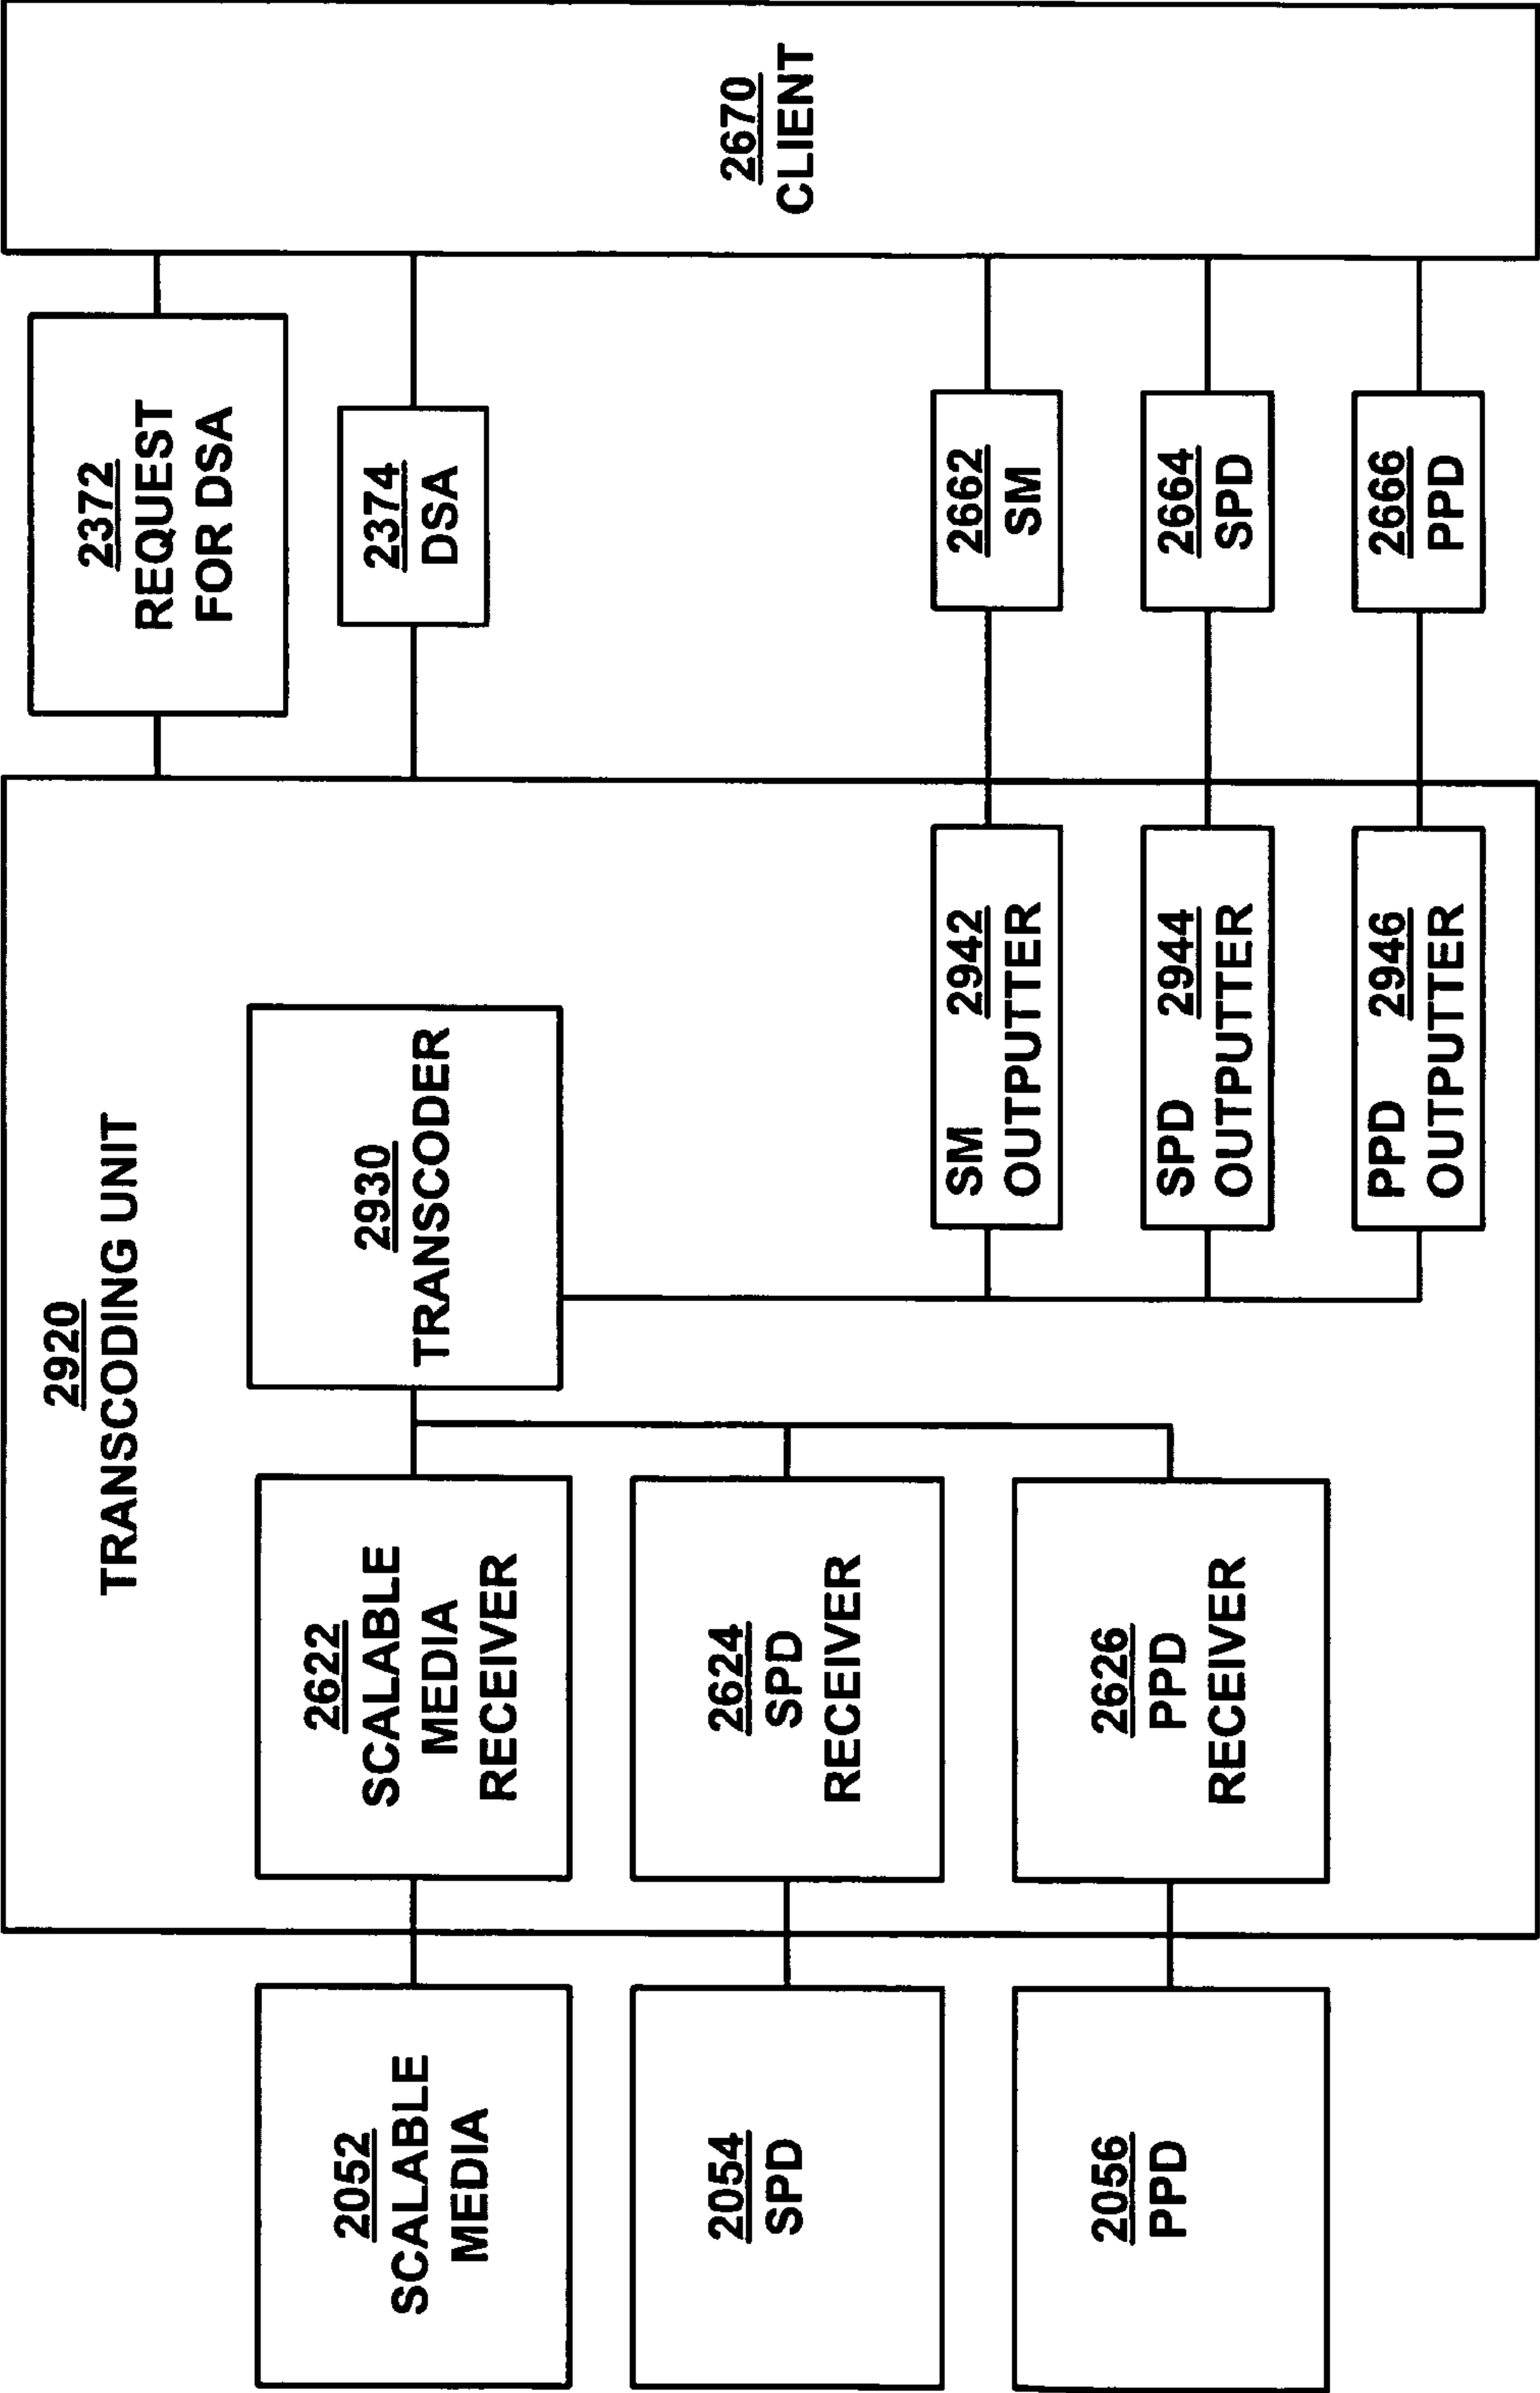 2920
TRANSCODING UNIT
2052
SCALABLE
MEDIA
2622
SCALABLE
MEDIA
RECEIVER
2930
TRANSCODER
2054
SPD
2624
SPD
RECEIVER
2056
PPD
2626
PPD
RECEIVER
SM 2942
OUTPUTTER
SPD 2944
OUTPUTTER
PPD 2946
OUTPUTTER
2372
REQUEST
FOR DSA
2374
DSA
2662
SM
2664
SPD
2666
PPD
2670
CLIENT